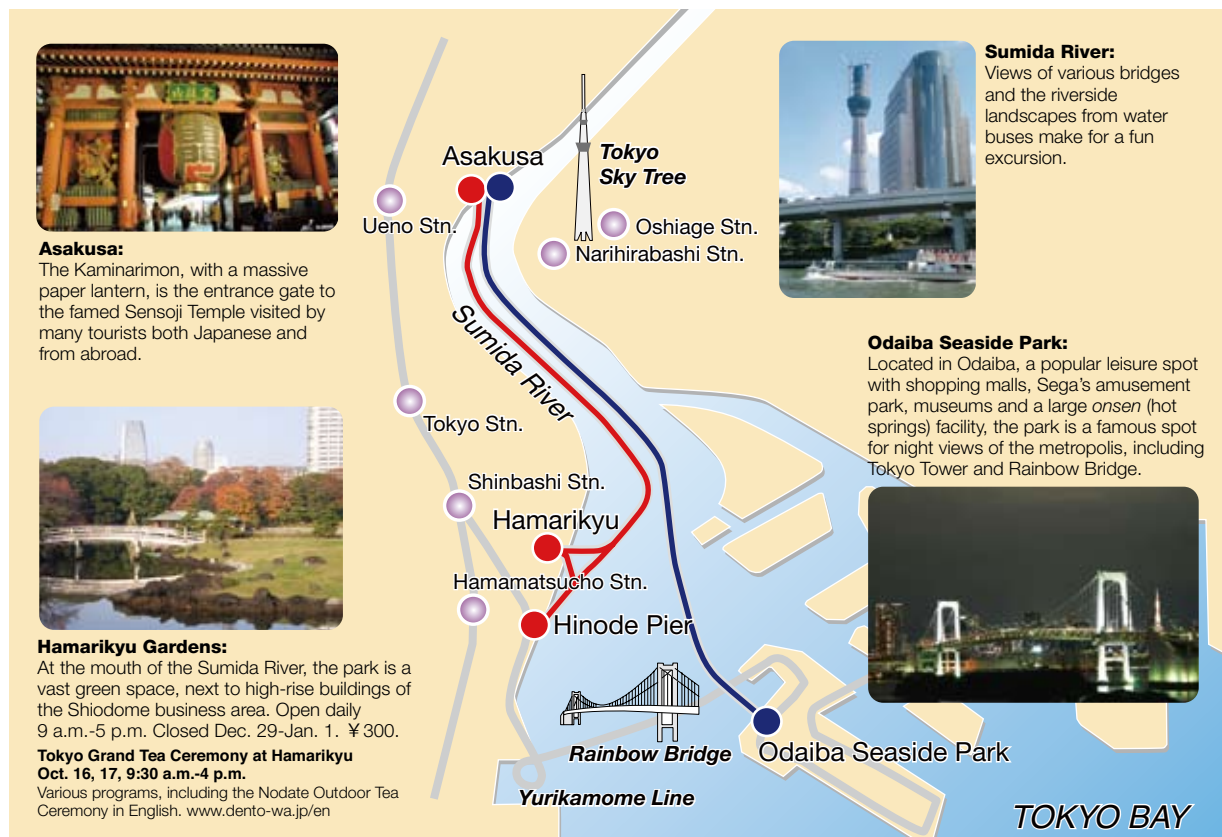 Asakusa:
The Kaminarimon, with a massive
paper lantern, is the entrance gate to
the famed Sensoji Temple visited by
many tourists both Japanese and
from abroad.
Hamarikyu Gardens:
At the mouth of the Sumida River, the park is a
vast green space, next to high-rise buildings of
the Shiodome business area. Open daily
9 a.m.-5 p.m. Closed Dec. 29-Jan. 1. ¥300.
Tokyo Grand Tea Ceremony at Hamarikyu
Oct. 16, 17, 9:30 a.m.-4 p.m.
Various programs, including the Nodate Outdoor Tea
Ceremony in English. www.dento-wa.jp/en
Asakusa
Tokyo
Sky Tree
Ueno Stn.
Oshiage Stn.
Narihirabashi Stn.
Sumida River
Tokyo Stn.
Shinbashi Stn.
Hamarikyu
Hamamatsucho Stn.
Hinode Pier
Rainbow Bridge
Odaiba Seaside Park
Yurikamome Line
TOKYO BAY
Sumida River:
Views of various bridges
and the riverside
landscapes from water
buses make for a fun
excursion.
Odaiba Seaside Park:
Located in Odaiba, a popular leisure spot
with shopping malls, Sega's amusement
park, museums and a large onsen (hot
springs) facility, the park is a famous spot
for night views of the metropolis, including
Tokyo Tower and Rainbow Bridge.